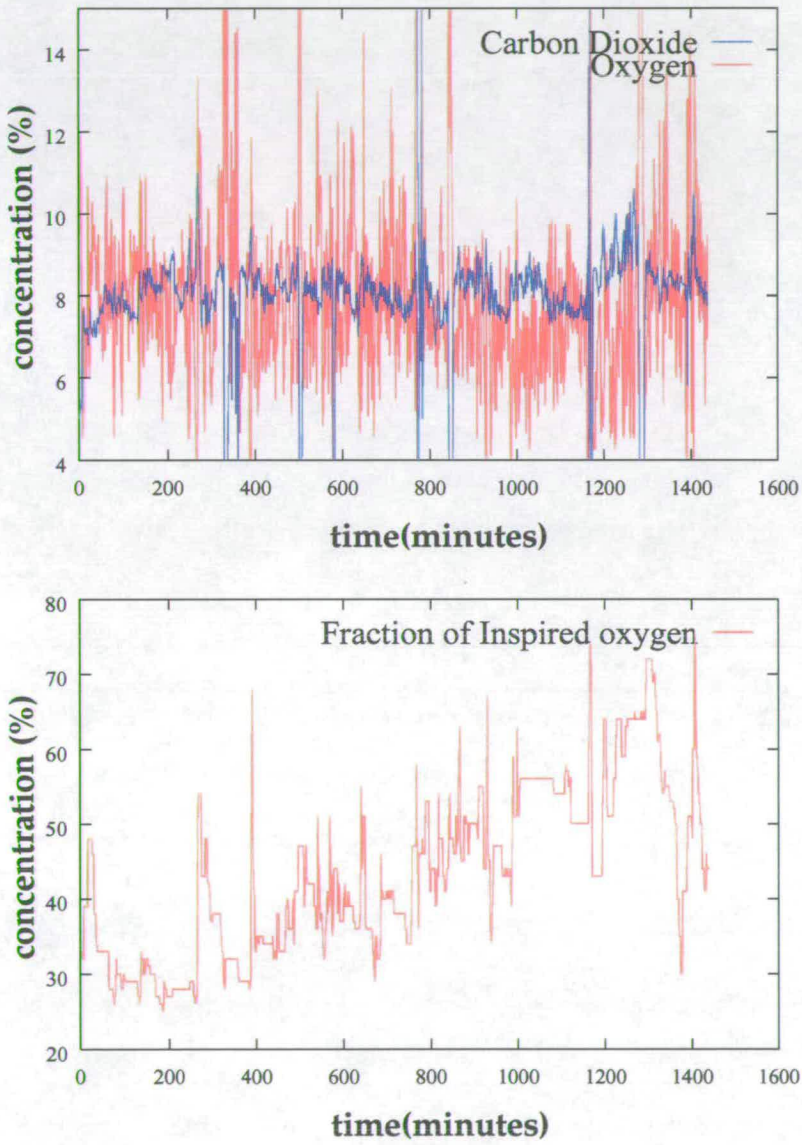 Carbon Dioxide
Oxygen
concentration (%)
14
12
10
8
6
4
0 200 400 600 800 1000 1200 1400 1600
time(minutes)
Fraction of Inspired oxygen
concentration (%)
80
70
60
50
40
30
20
0 200 400 600 800 1000 1200 1400 1600
time(minutes)